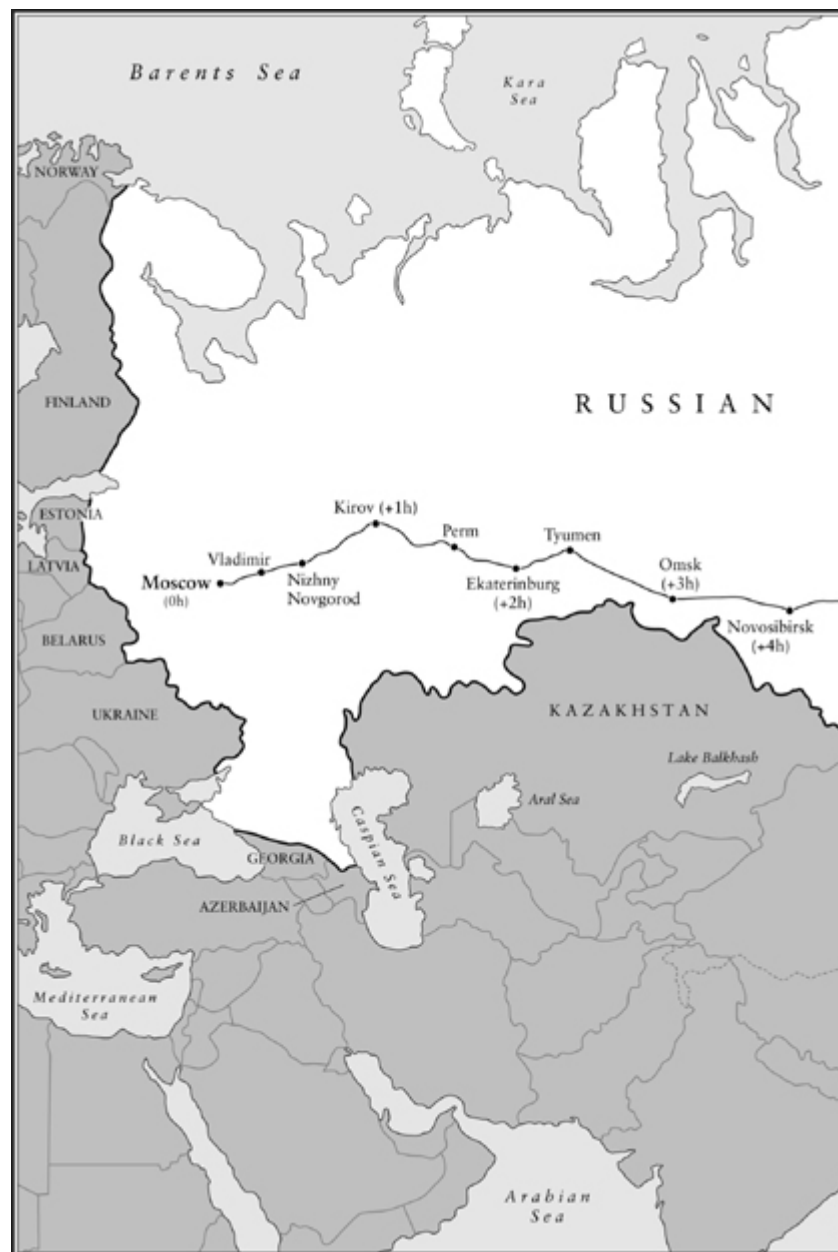 Barents Sea
Kara
Sea
NORWAY
RUSSIAN
FINLAND
Kirov (+1h)
ESTONIA
Perm
Tyumen
Vladimir
LATVIA
Moscow
(0h)
Nizhny
Novgorod
Ekaterinburg
(+2h)
Omsk
(+3h)
Novosibirsk
(+4h)
BELARUS
UKRAINE
KAZAKHSTAN
Lake Balkhash
Aral Sea
Black Sea
Caspian Sea
GEORGIA
AZERBAIJAN
Mediterranean
Sea
Arabian
Sea